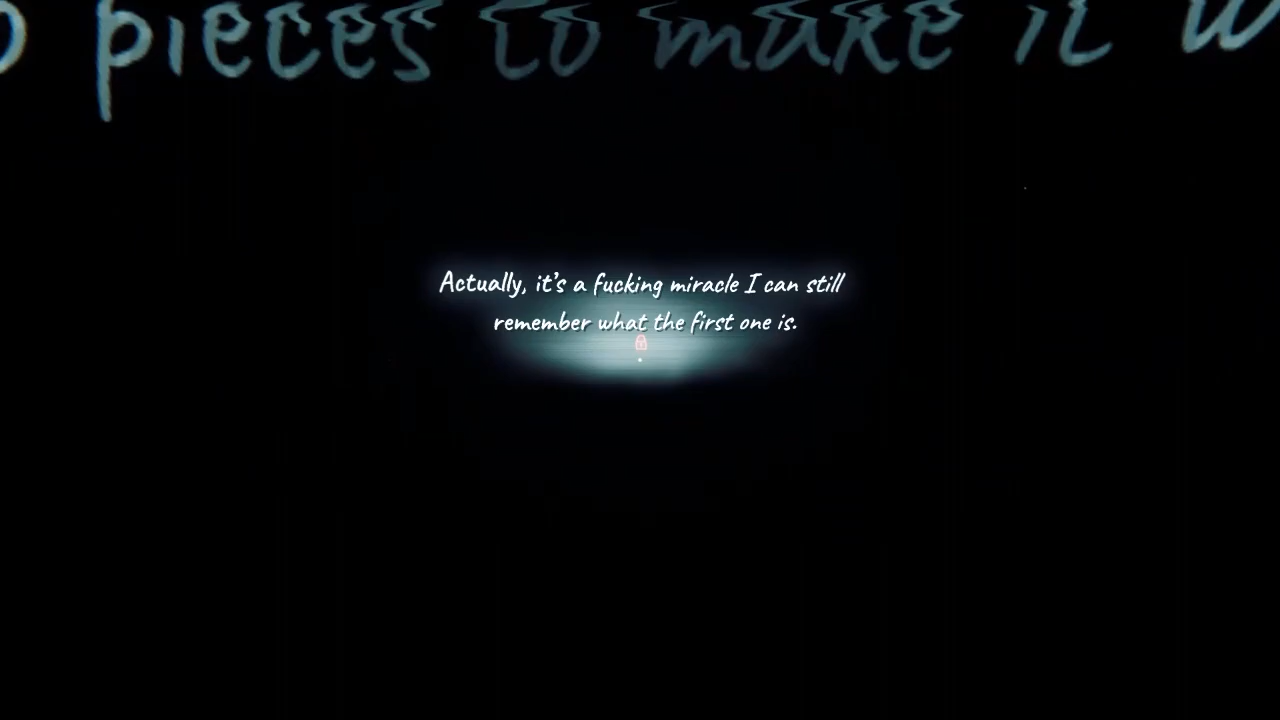 pieces to make it
Actually, it's a fucking miracle I can still
remember what the first one is.